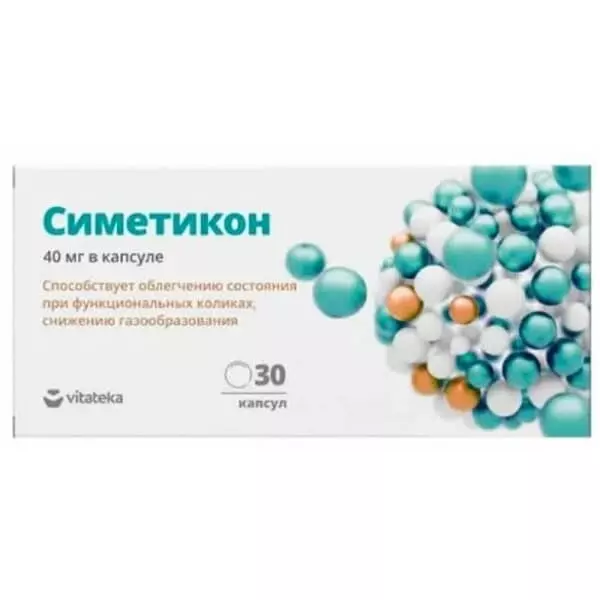 Симетикон
40 мг в капсуле
Способствует облегчению состояния
при функциональных коликах,
снижению газообразования
30
капсул
vitateka